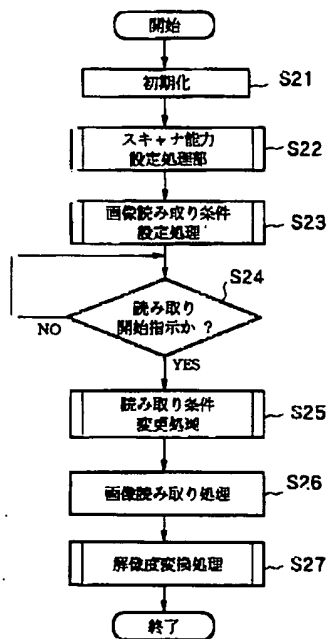 開始
初期化
S21
スキャナ能力
設定処理部
S22
画像読み取り条件
設定処理
S23
S24
読み取り
開始指示か ?
NO
YES
読み取り条件
変更処理
S25
画像読み取り処理
S26
解像度変換処理
S27
終了